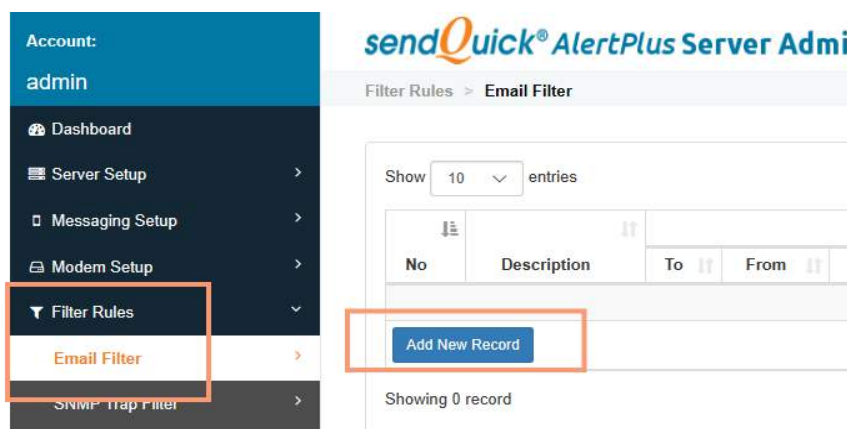 Account:
admin
Dashboard
Server Setup
Messaging Setup
Modem Setup
Filter Rules
Email Filter
SNMP Trap Filter
sendQuick® AlertPlus Server Admi
Filter Rules > Email Filter
Show 10 entries
No Description To From
Add New Record
Showing 0 record